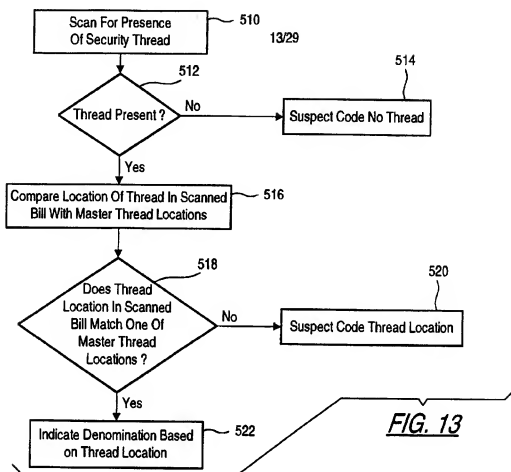 Scan For Presence
Of Security Thread
510
13/29
512
Thread Present ?
No
514
Suspect Code No Thread
Yes
Compare Location Of Thread In Scanned
Bill With Master Thread Locations
516
518
Does Thread
Location In Scanned
Bill Match One Of
Master Thread
Locations ?
No
520
Suspect Code Thread Location
Yes
Indicate Denomination Based
on Thread Location
522
FIG. 13